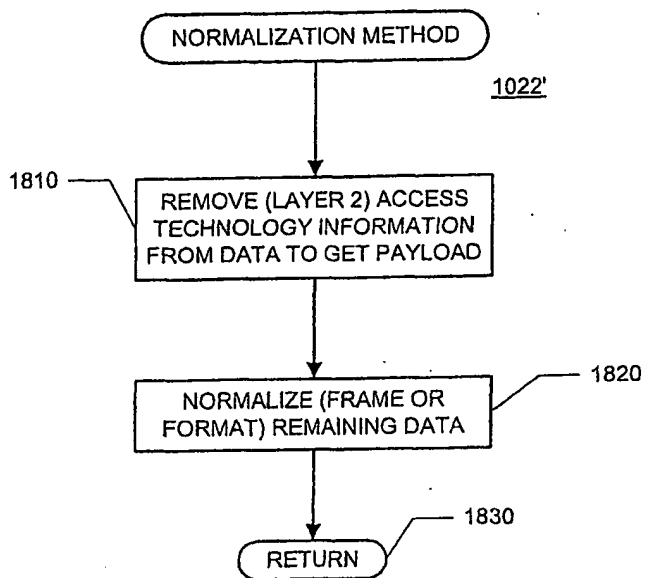 NORMALIZATION METHOD
1022'
1810
REMOVE (LAYER 2) ACCESS
TECHNOLOGY INFORMATION
FROM DATA TO GET PAYLOAD
1820
NORMALIZE (FRAME OR
FORMAT) REMAINING DATA
1830
RETURN